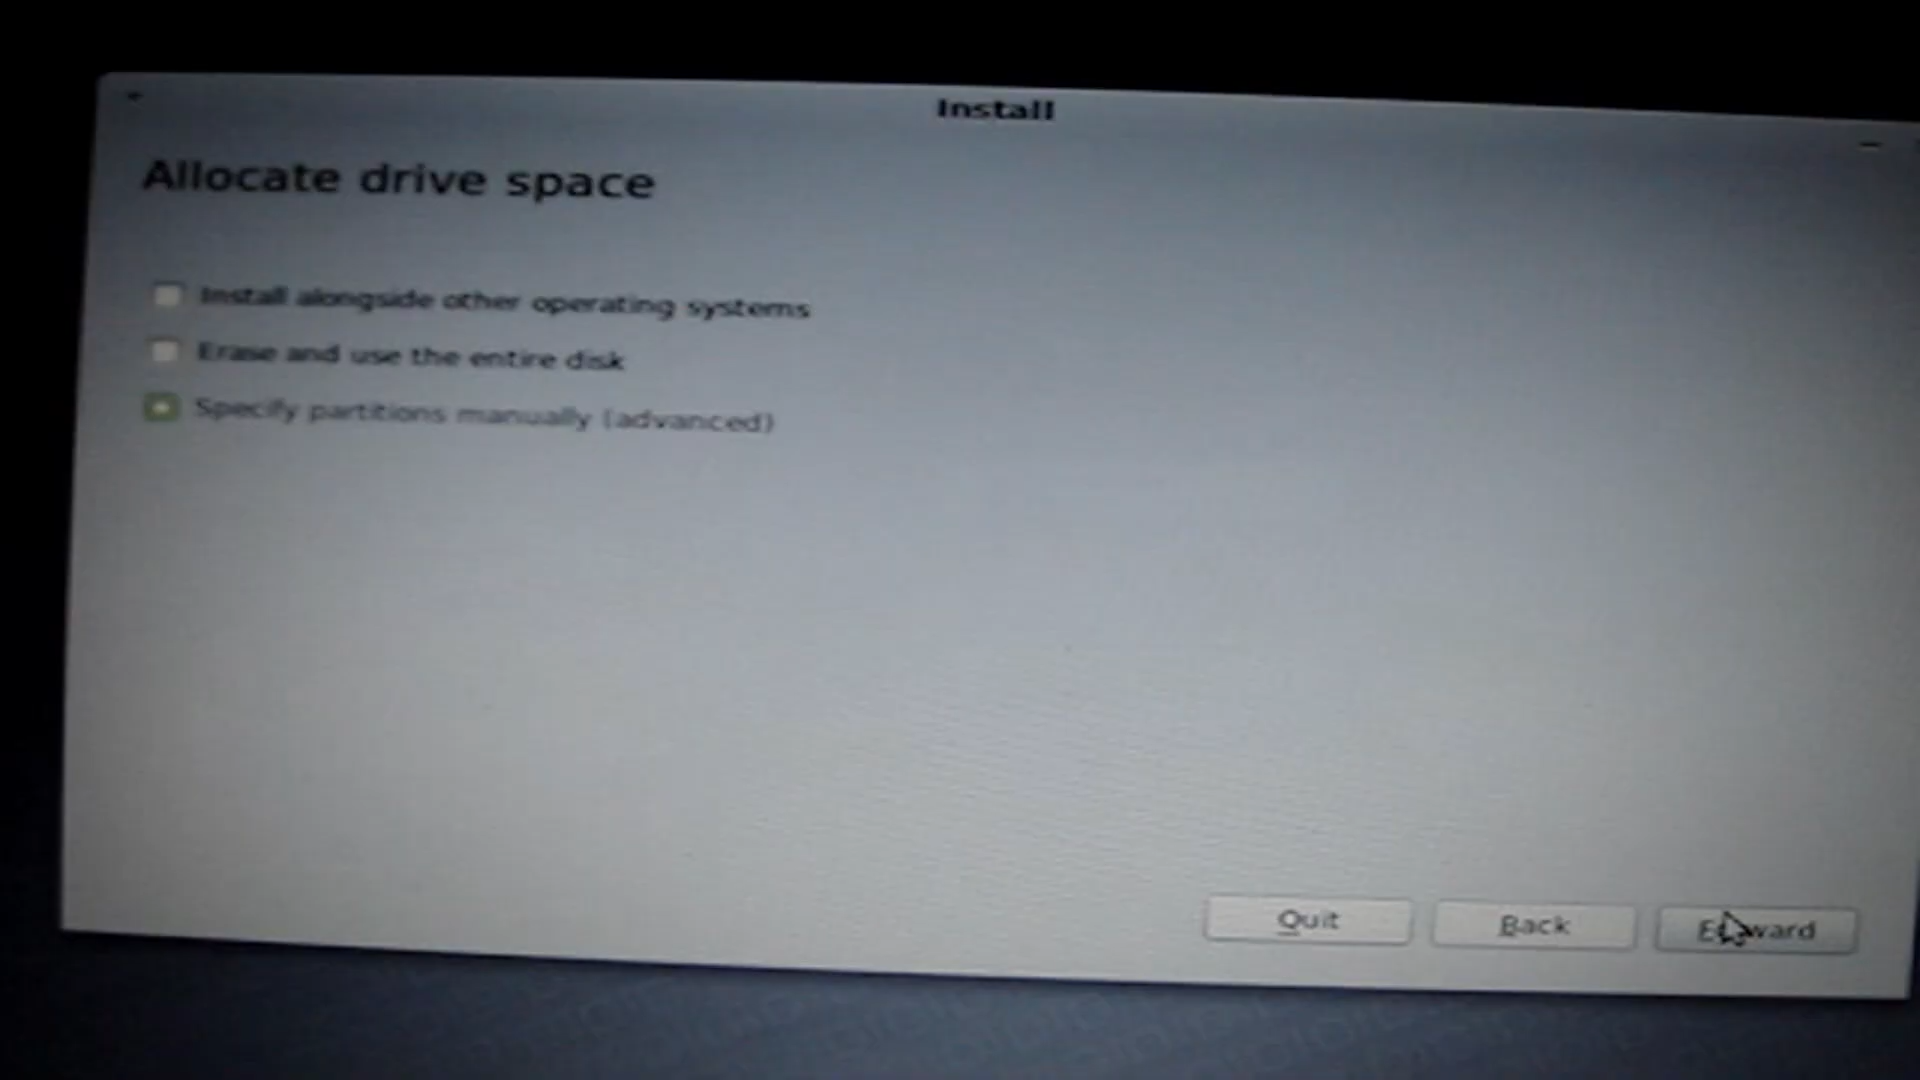 Install
Allocate drive space
Install alongside other operating systems
Erase and use the entire disk
Specify partitions manually (advanced)
Quit
Back
Forward